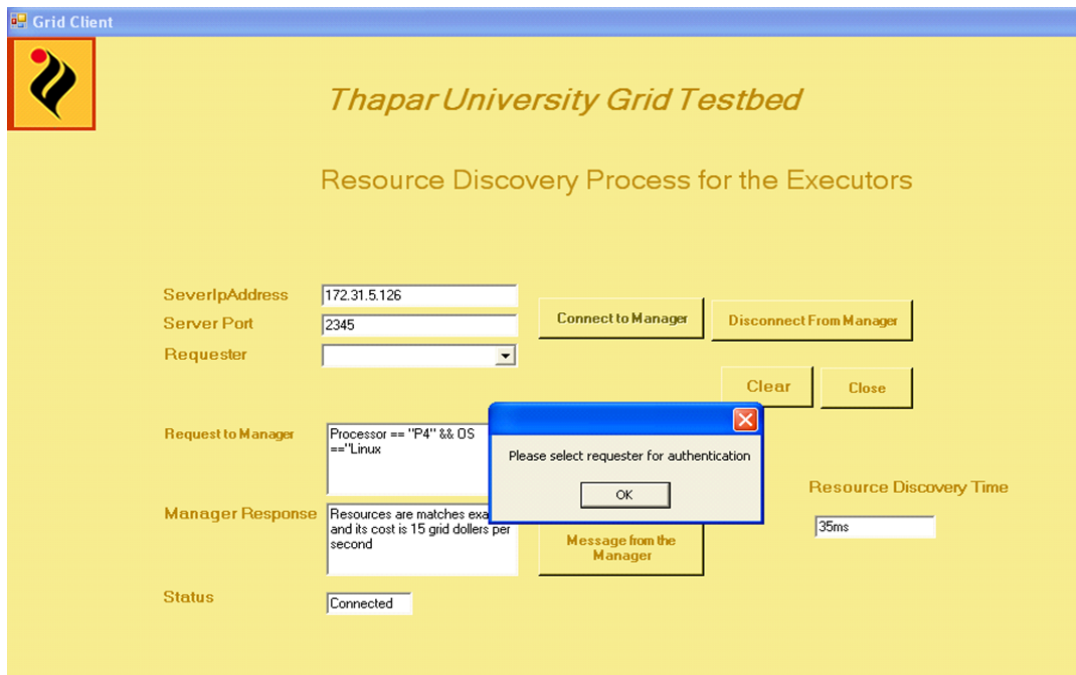 Grid Client
Thapar University Grid Testbed
Resource Discovery Process for the Executors
SeverIpAddress
172.31.5.126
Server Port
2345
Requester
Connect to Manager
Disconnect From Manager
Clear
Close
Request to Manager
Processor == "P4" && OS
=="Linux
Please select requester for authentication
OK
Resource Discovery Time
35ms
Manager Response
Resources are matches exa
and its cost is 15 grid dollers per
second
Message from the
Manager
Status
Connected